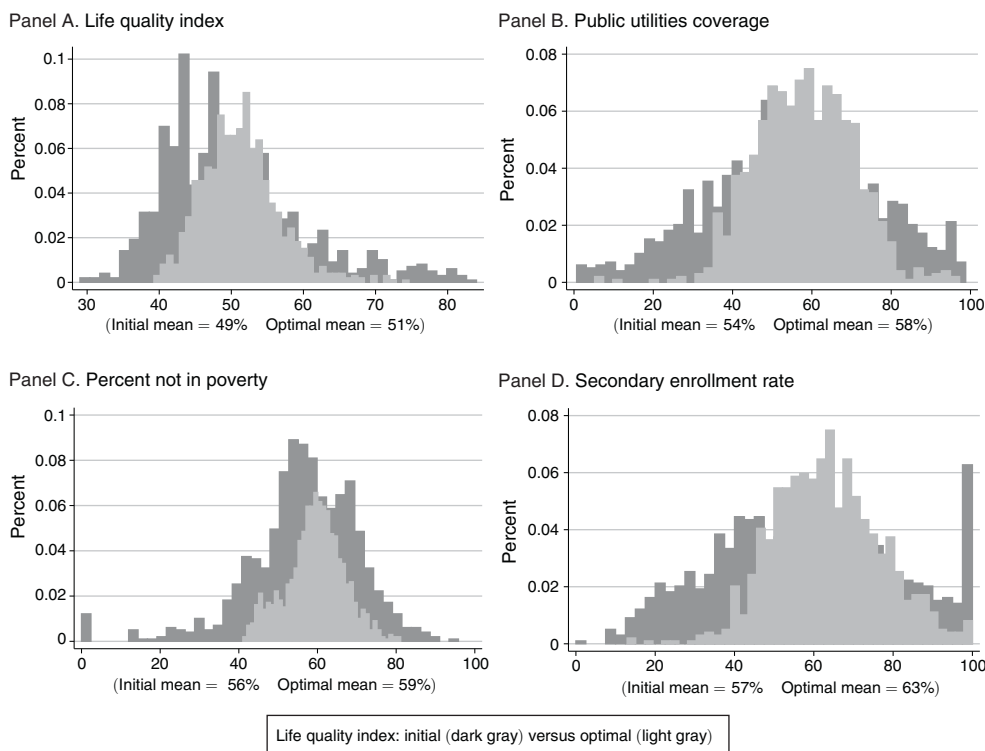 Panel A. Life quality index
Percent
0.1
0.08
0.06
0.04
0.02
0
30 40 50 60 70 80
(Initial mean = 49% Optimal mean = 51%)
Panel B. Public utilities coverage
Percent
0.08
0.06
0.04
0.02
0
0 20 40 60 80 100
(Initial mean = 54% Optimal mean = 58%)
Panel C. Percent not in poverty
Percent
0.1
0.08
0.06
0.04
0.02
0
0 20 40 60 80 100
(Initial mean = 56% Optimal mean = 59%)
Panel D. Secondary enrollment rate
Percent
0.08
0.06
0.04
0.02
0
0 20 40 60 80 100
(Initial mean = 57% Optimal mean = 63%)
Life quality index: initial (dark gray) versus optimal (light gray)